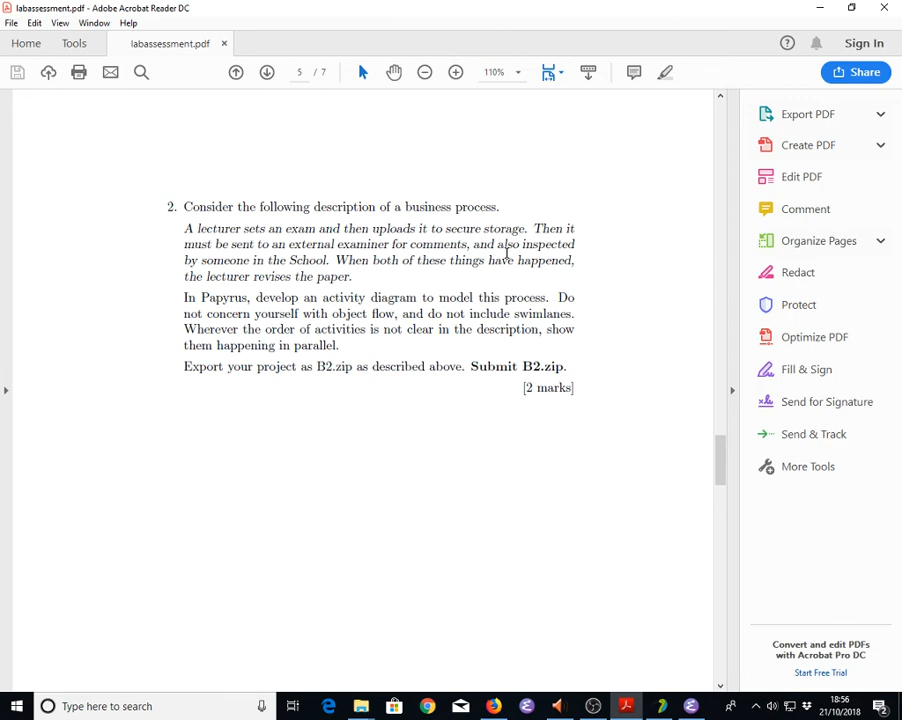 labassessment.pdf - Adobe Acrobat Reader DC
File Edit View Window Help
Home Tools labassessment.pdf × Sign In
5 / 7 110% Share
2. Consider the following description of a business process.
A lecturer sets an exam and then uploads it to secure storage. Then it
must be sent to an external examiner for comments, and also inspected
by someone in the School. When both of these things have happened,
the lecturer revises the paper.
In Papyrus, develop an activity diagram to model this process. Do
not concern yourself with object flow, and do not include swimlanes.
Wherever the order of activities is not clear in the description, show
them happening in parallel.
Export your project as B2.zip as described above. Submit B2.zip.
[2 marks]
Export PDF
Create PDF
Edit PDF
Comment
Organize Pages
Redact
Protect
Optimize PDF
Fill & Sign
Send for Signature
Send & Track
More Tools
Convert and edit PDFs
with Acrobat Pro DC
Start Free Trial
Type here to search
18:56
21/10/2018
2